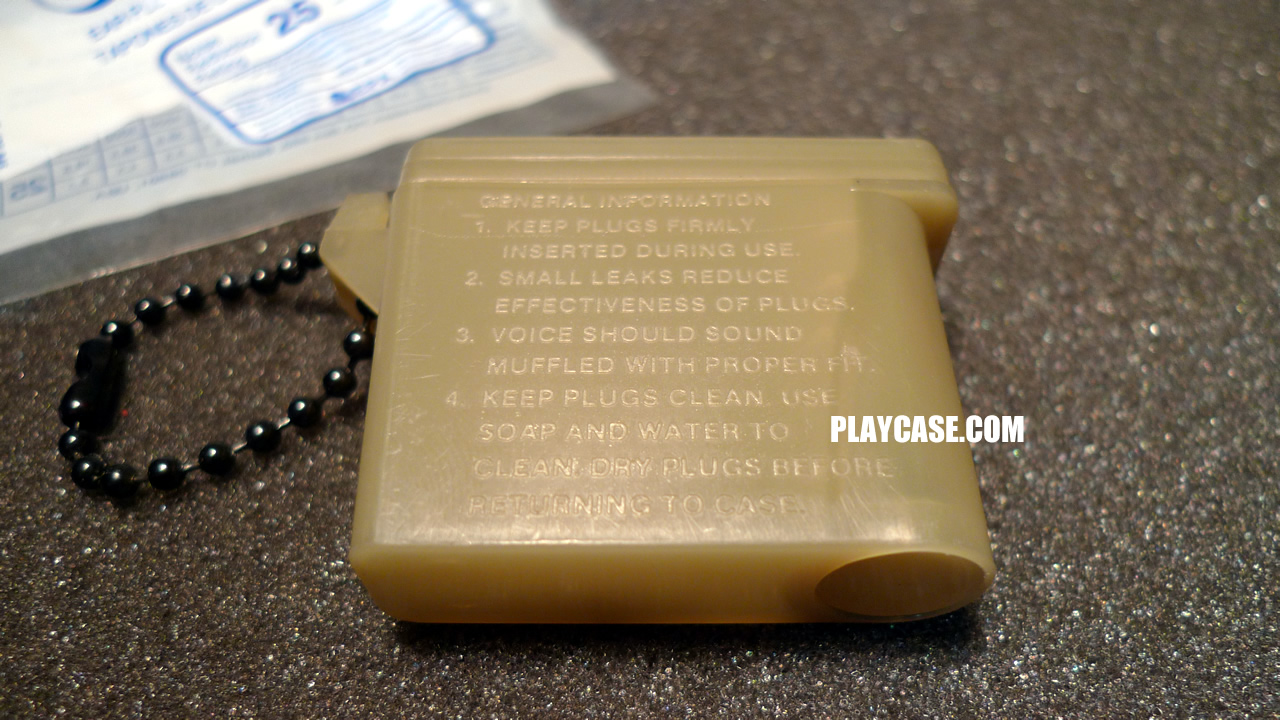 25
GENERAL INFORMATION
1. KEEP PLUGS FIRMLY
INSERTED DURING USE.
2. SMALL LEAKS REDUCE
EFFECTIVENESS OF PLUGS.
3. VOICE SHOULD SOUND
MUFFLED WITH PROPER FIT.
4. KEEP PLUGS CLEAN. USE
SOAP AND WATER TO
CLEAN. DRY PLUGS BEFORE
RETURNING TO CASE.
PLAYCASE.COM